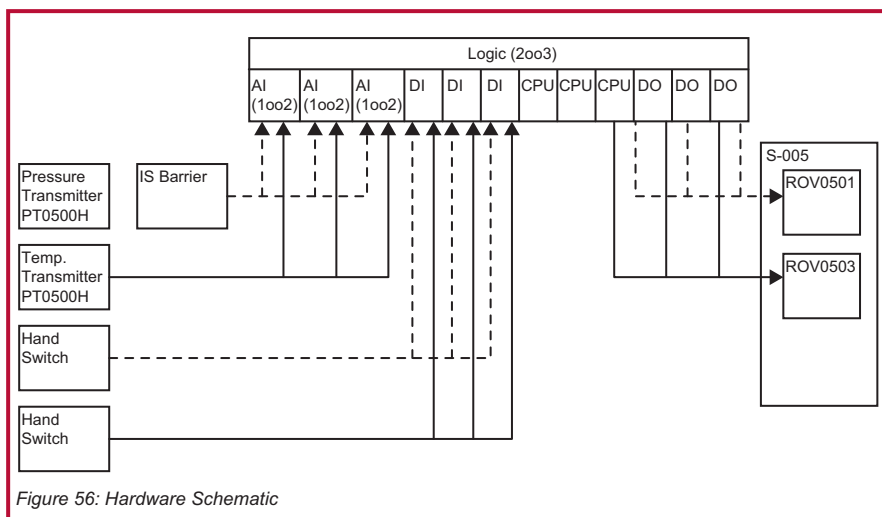 Logic (2oo3)
AI (1oo2)
AI (1oo2)
AI (1oo2)
DI
DI
DI
CPU
CPU
CPU
DO
DO
DO
Pressure
Transmitter
PT0500H
IS Barrier
S-005
ROV0501
Temp.
Transmitter
PT0500H
ROV0503
Hand
Switch
Hand
Switch
Figure 56: Hardware Schematic